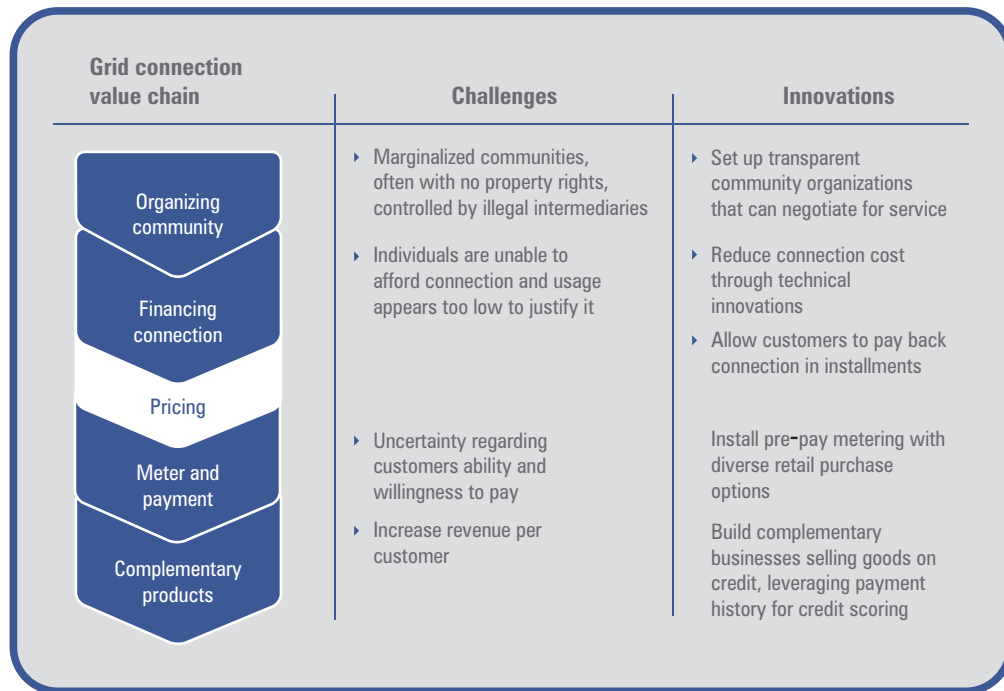 Grid connection
value chain
Challenges
Innovations
Organizing
community
Marginalized communities,
often with no property rights,
controlled by illegal intermediaries
Set up transparent
community organizations
that can negotiate for service
Financing
connection
Individuals are unable to
afford connection and usage
appears too low to justify it
Reduce connection cost
through technical
innovations
Allow customers to pay back
connection in installments
Pricing
Meter and
payment
Uncertainty regarding
customers ability and
willingness to pay
Install pre-pay metering with
diverse retail purchase
options
Complementary
products
Increase revenue per
customer
Build complementary
businesses selling goods on
credit, leveraging payment
history for credit scoring